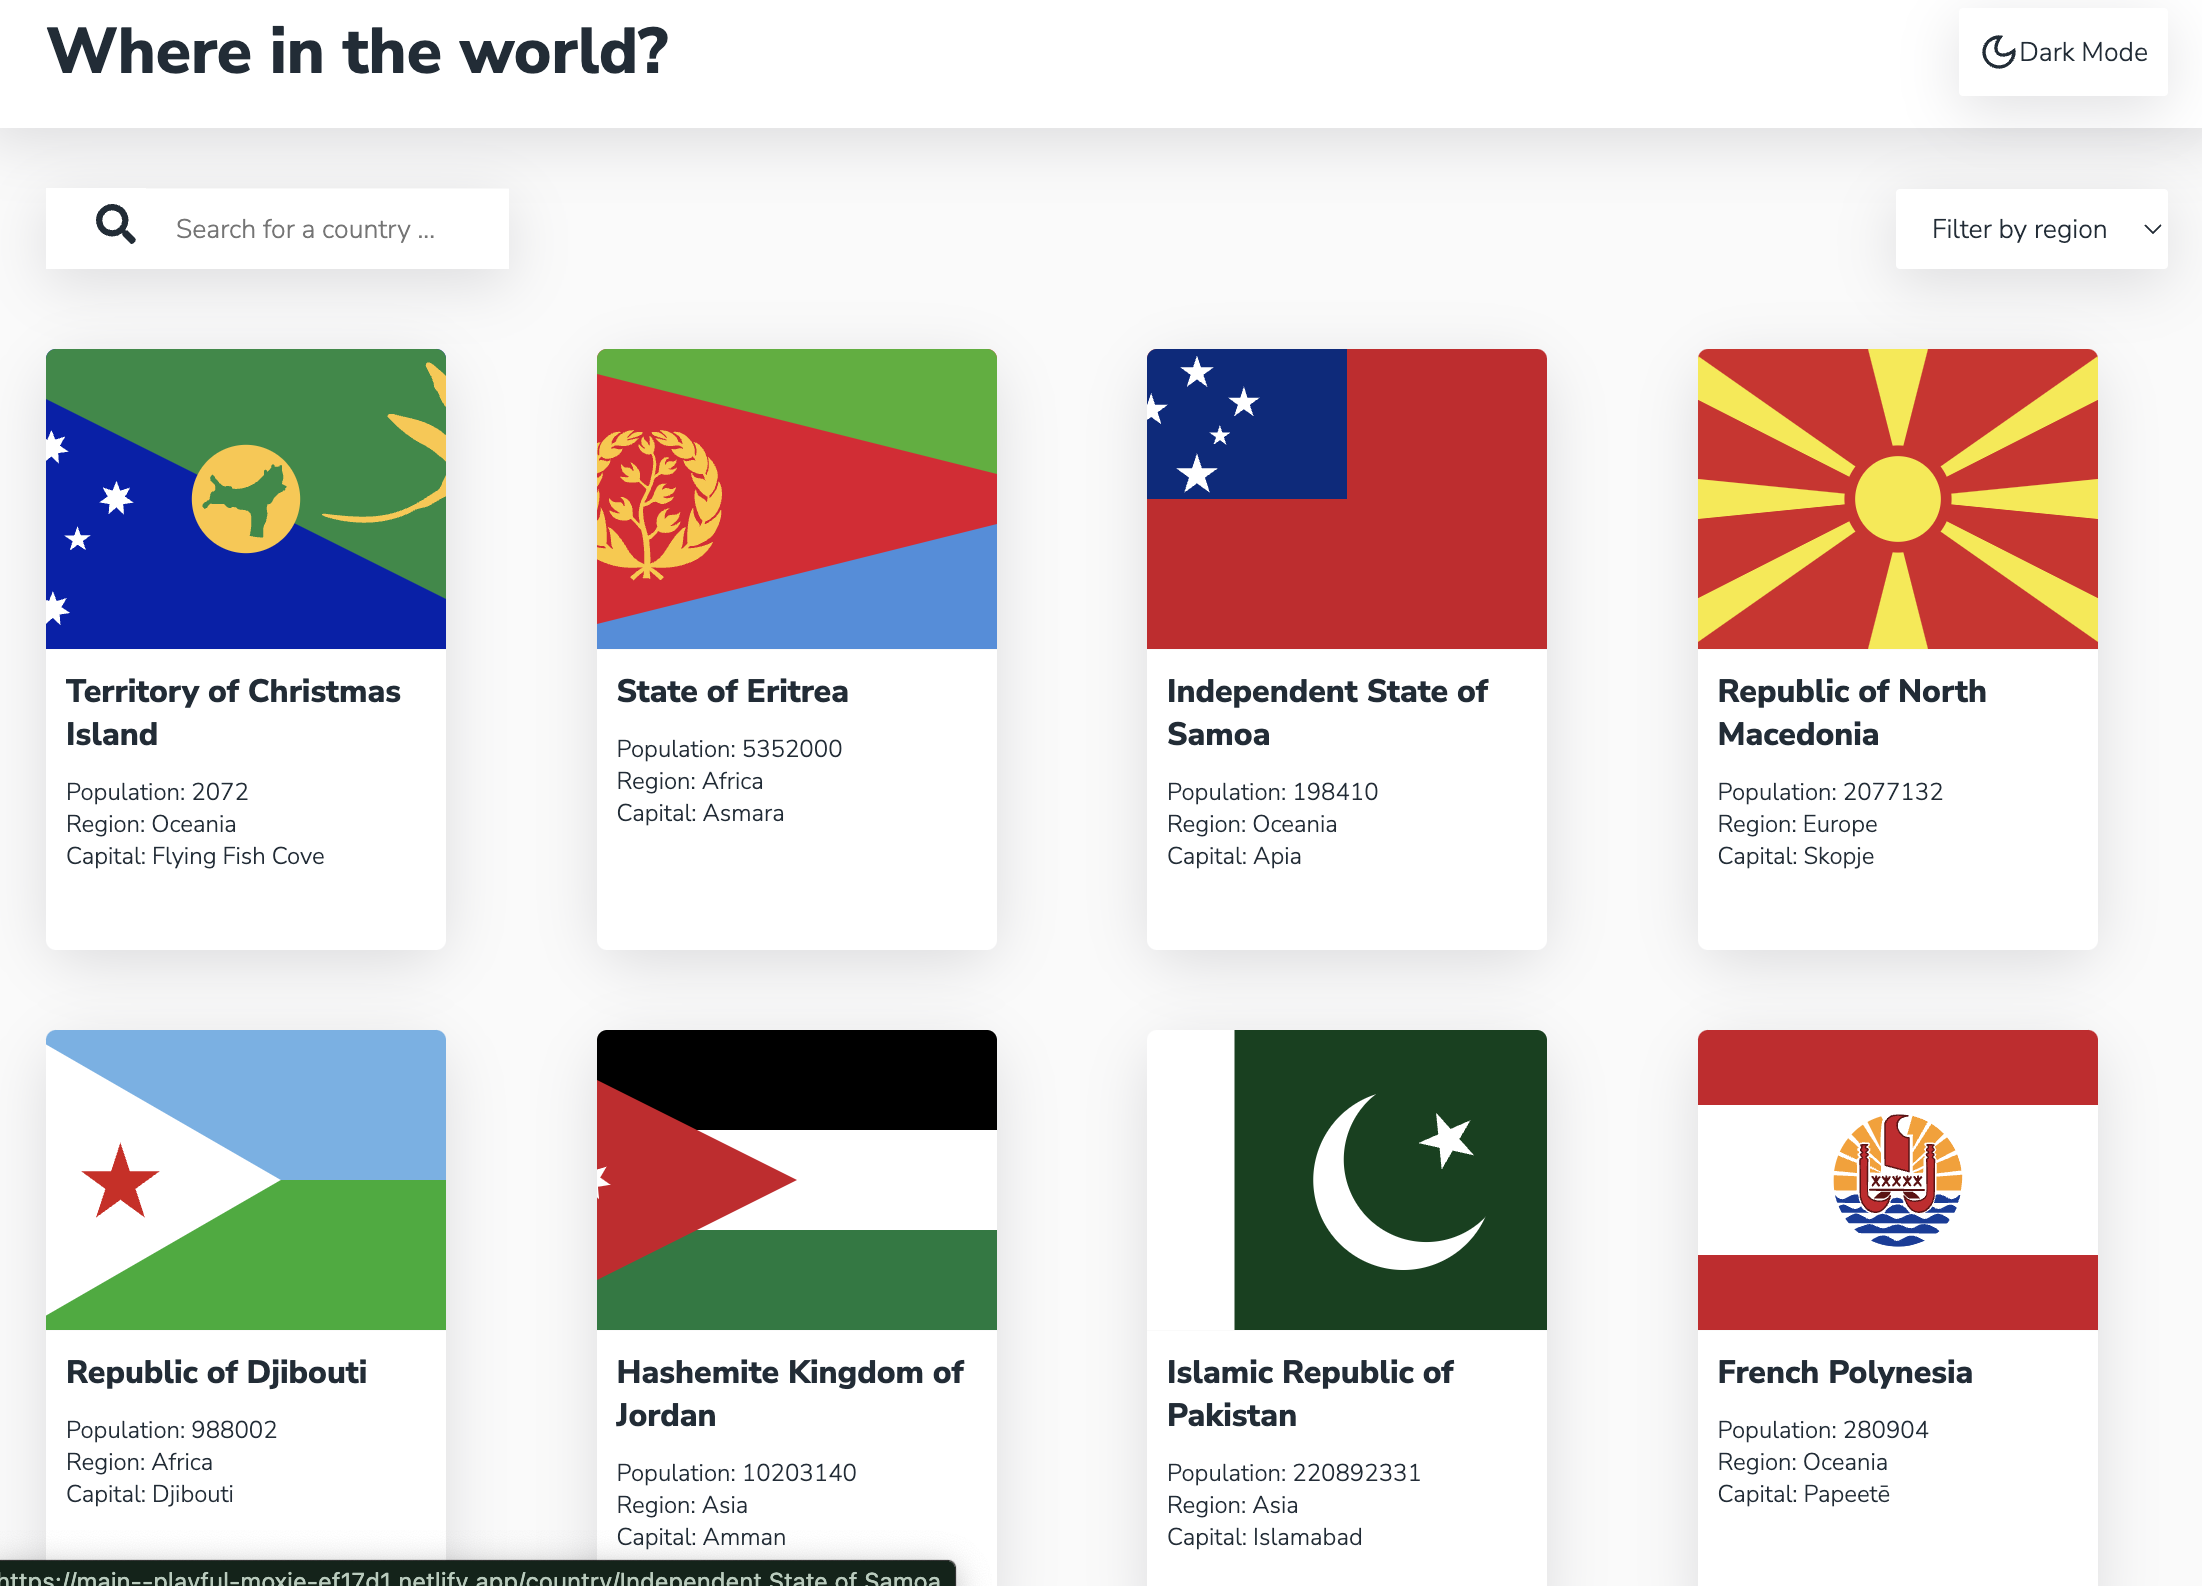 Where in the world?
Dark Mode
Search for a country ...
Filter by region
Territory of Christmas
Island
Population: 2072
Region: Oceania
Capital: Flying Fish Cove
State of Eritrea
Population: 5352000
Region: Africa
Capital: Asmara
Independent State of
Samoa
Population: 198410
Region: Oceania
Capital: Apia
Republic of North
Macedonia
Population: 2077132
Region: Europe
Capital: Skopje
Republic of Djibouti
Population: 988002
Region: Africa
Capital: Djibouti
Hashemite Kingdom of
Jordan
Population: 10203140
Region: Asia
Capital: Amman
Islamic Republic of
Pakistan
Population: 220892331
Region: Asia
Capital: Islamabad
French Polynesia
Population: 280904
Region: Oceania
Capital: Papeetē
https://main--playful-moxie-ef17d1.netlify.app/country/Independent State of Samoa